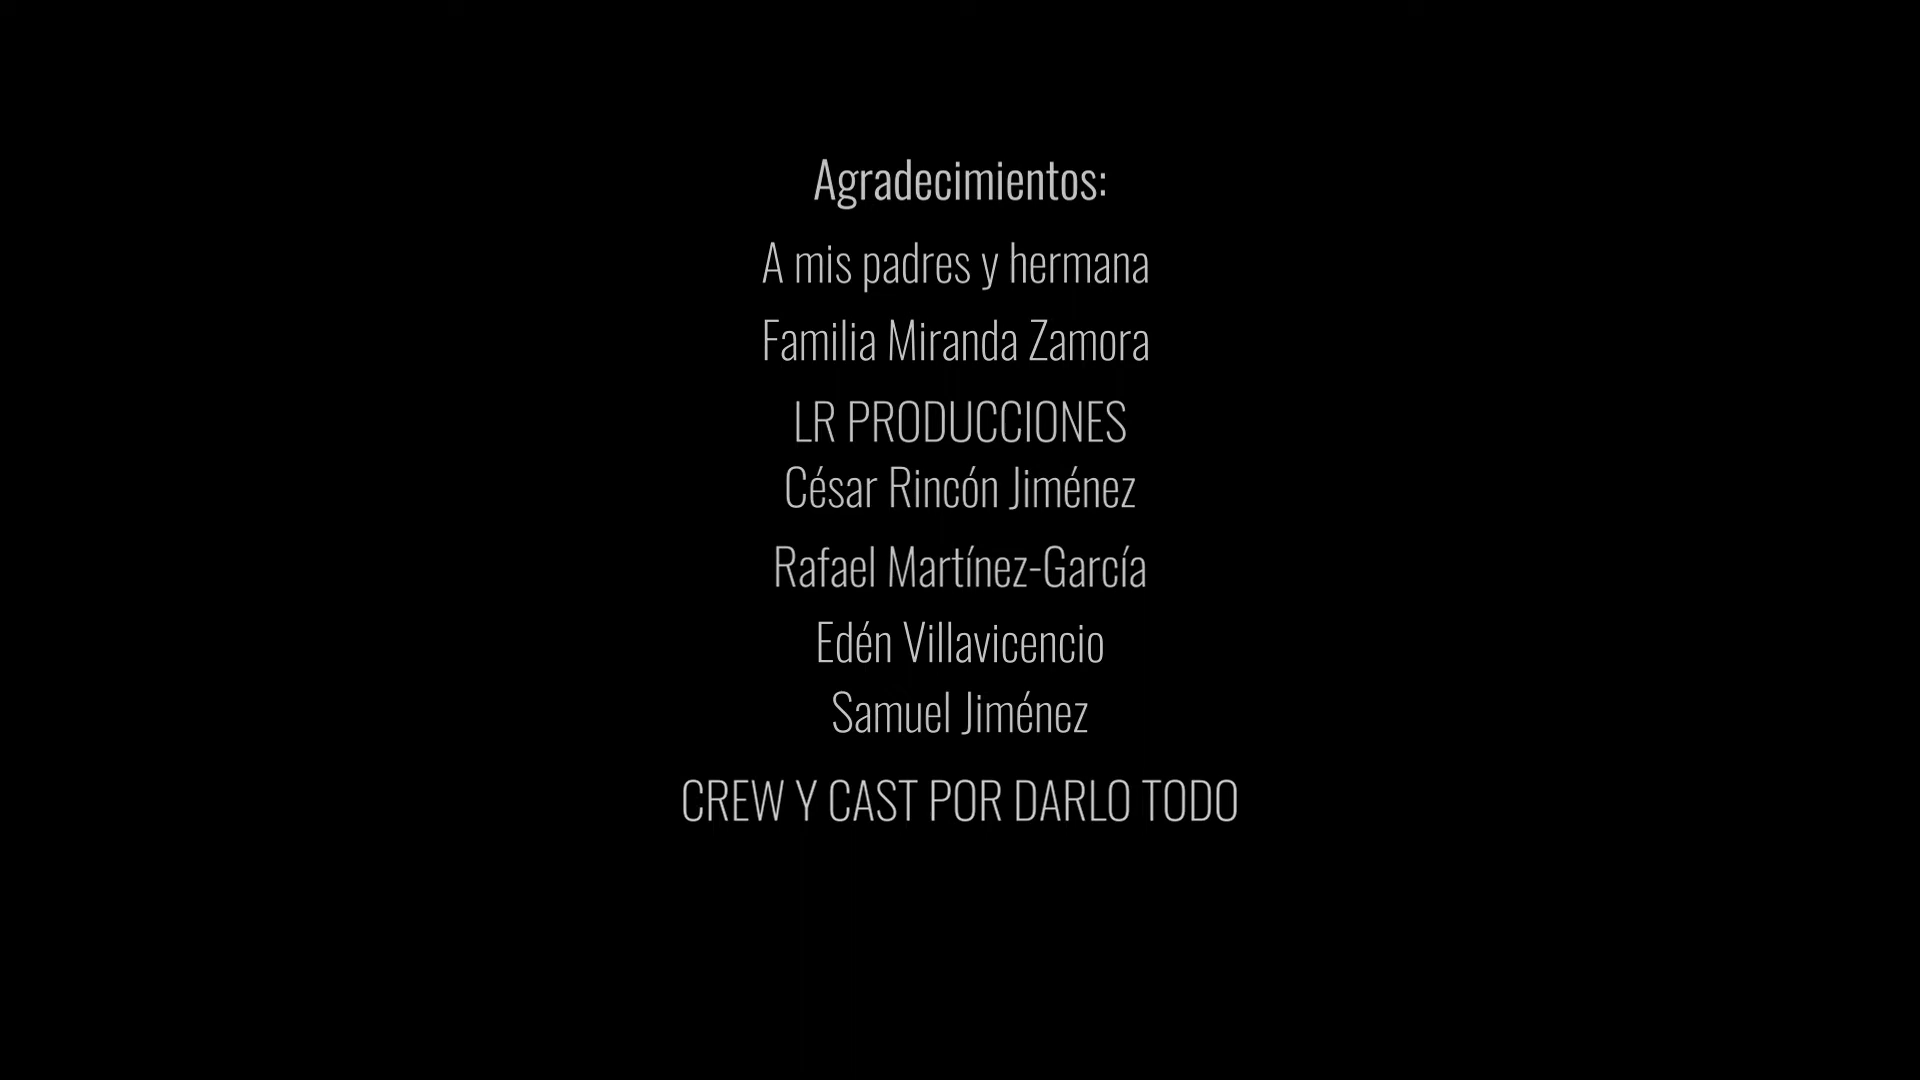 Agradecimientos:
A mis padres y hermana
Familia Miranda Zamora
LR PRODUCCIONES
César Rincón Jiménez
Rafael Martínez-García
Edén Villavicencio
Samuel Jiménez
CREW Y CAST POR DARLO TODO